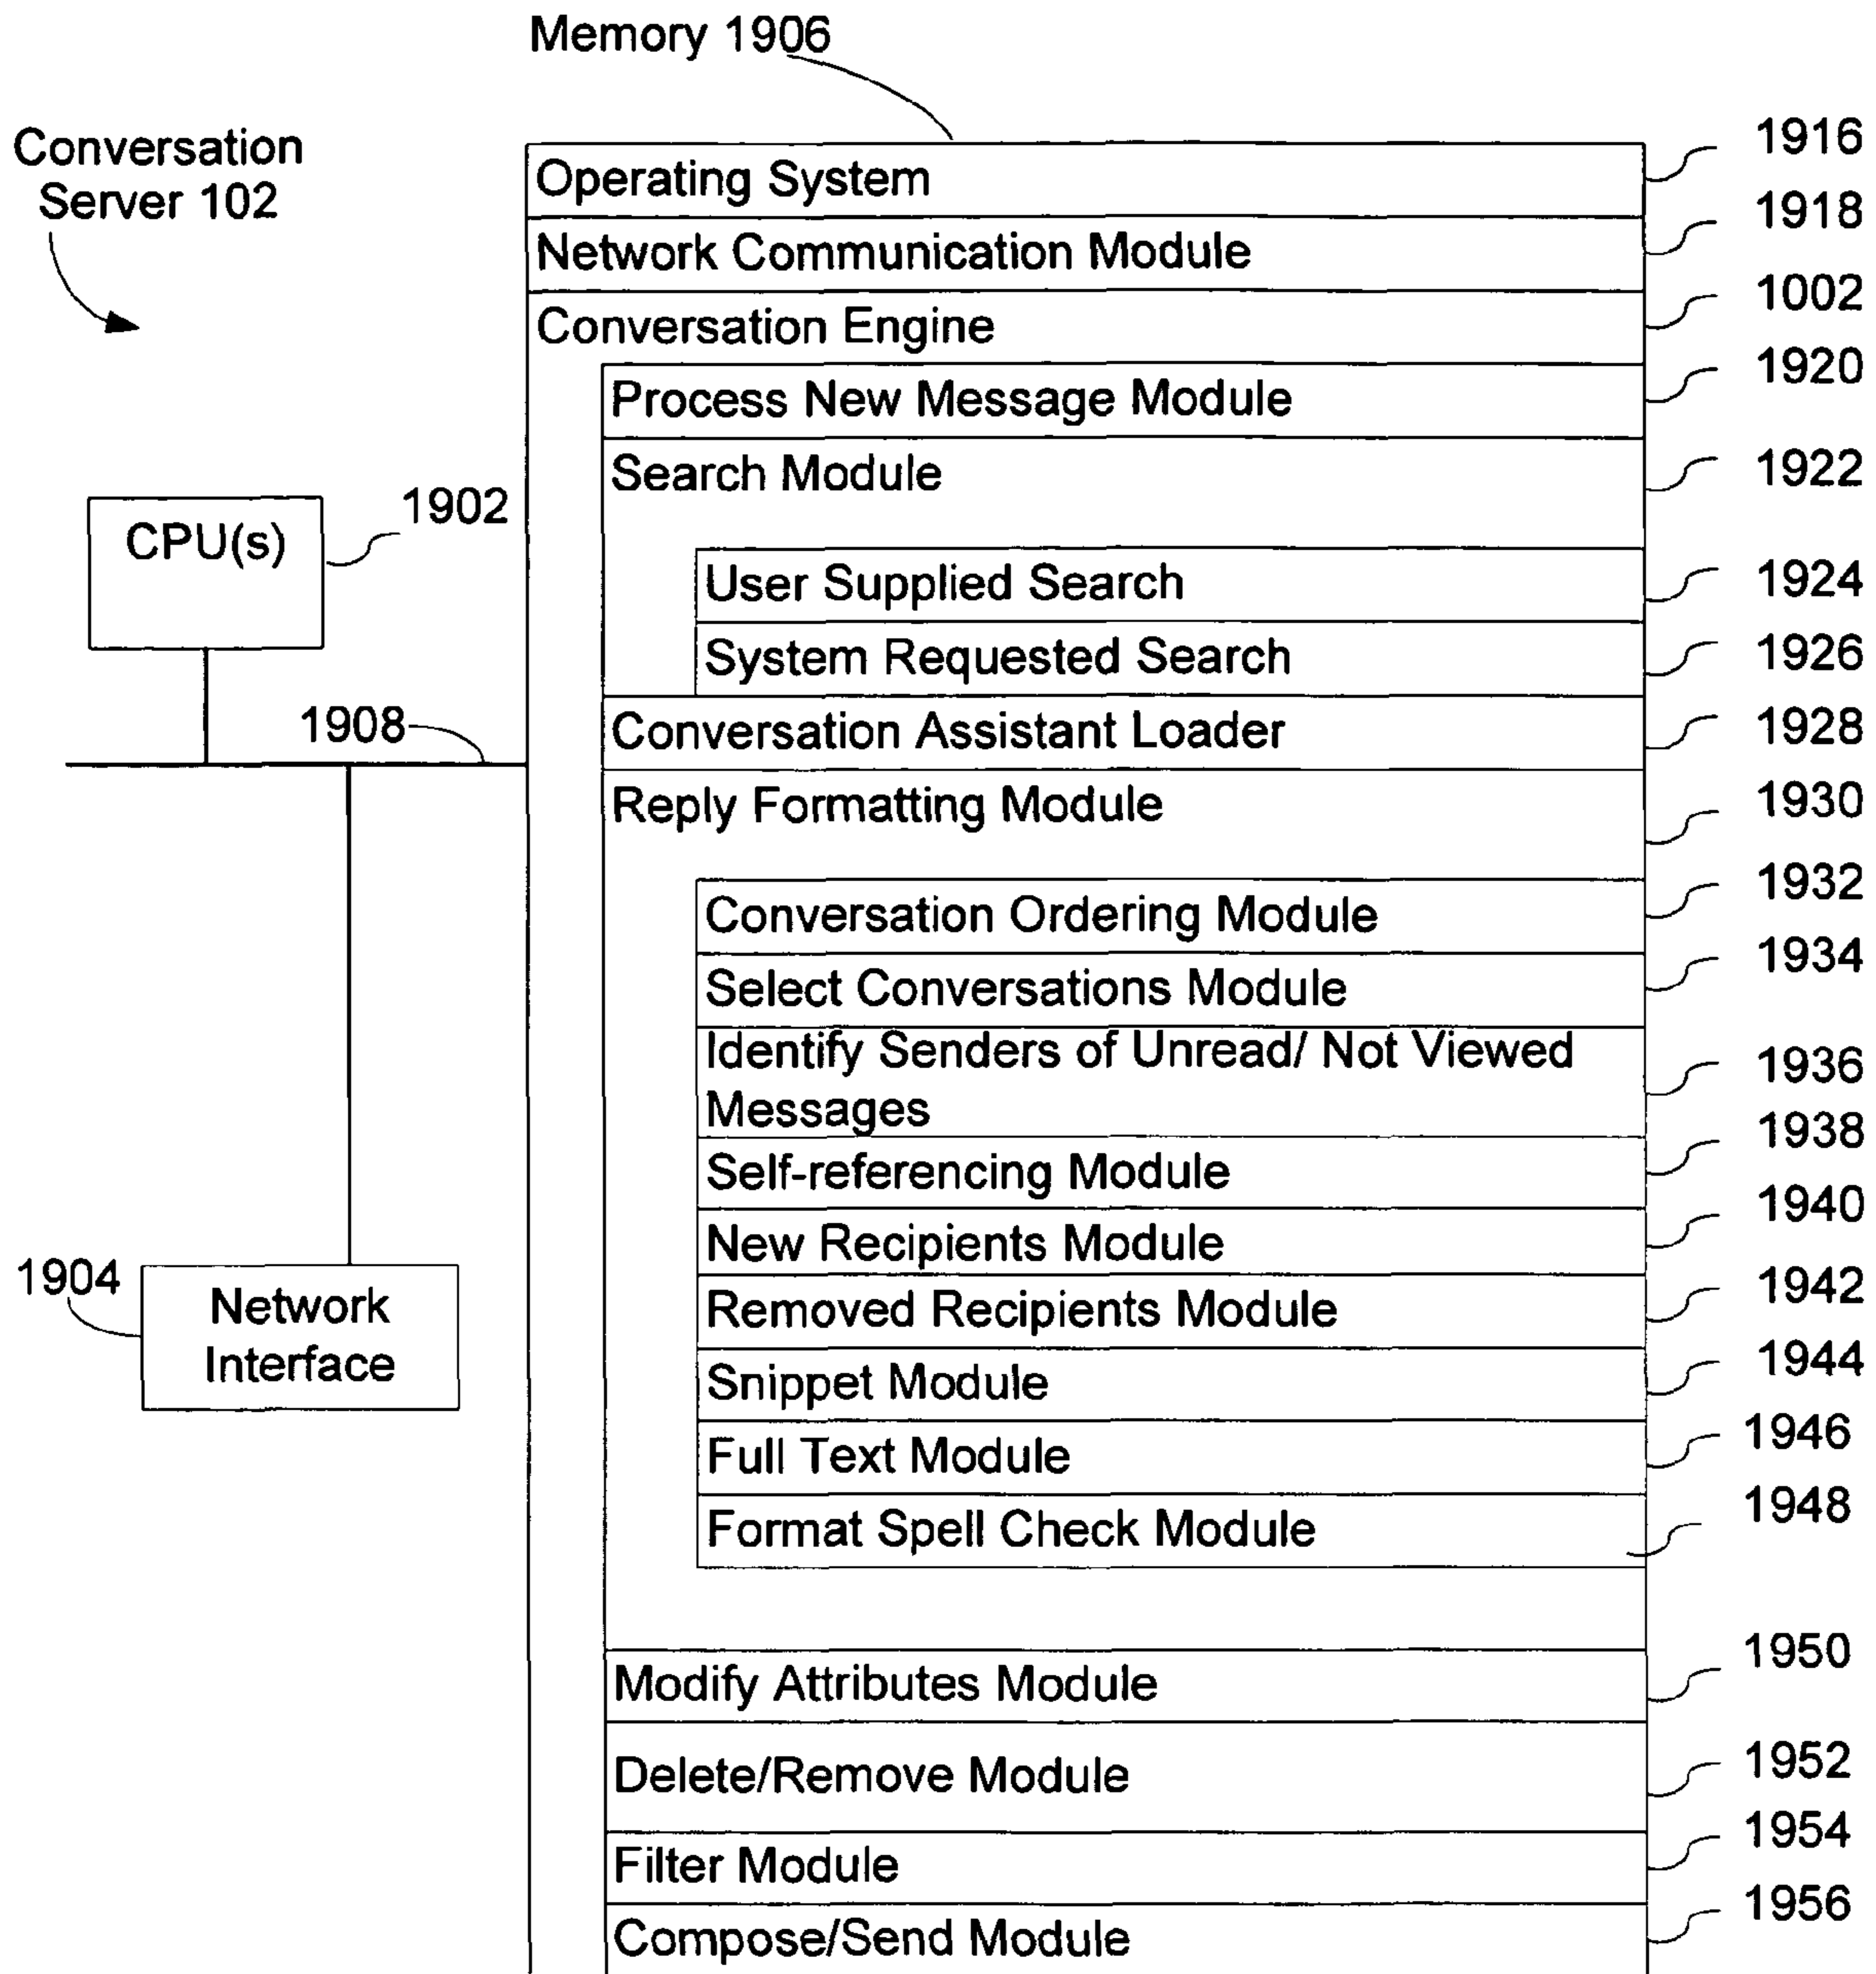 Memory 1906
Conversation
Server 102
Operating System 1916
Network Communication Module 1918
Conversation Engine 1002
Process New Message Module 1920
Search Module 1922
CPU(s) 1902
User Supplied Search 1924
System Requested Search 1926
1908
Conversation Assistant Loader 1928
Reply Formatting Module 1930
Conversation Ordering Module 1932
Select Conversations Module 1934
Identify Senders of Unread/ Not Viewed
Messages 1936
Self-referencing Module 1938
New Recipients Module 1940
1904
Network
Interface
Removed Recipients Module 1942
Snippet Module 1944
Full Text Module 1946
Format Spell Check Module 1948
Modify Attributes Module 1950
Delete/Remove Module 1952
Filter Module 1954
Compose/Send Module 1956